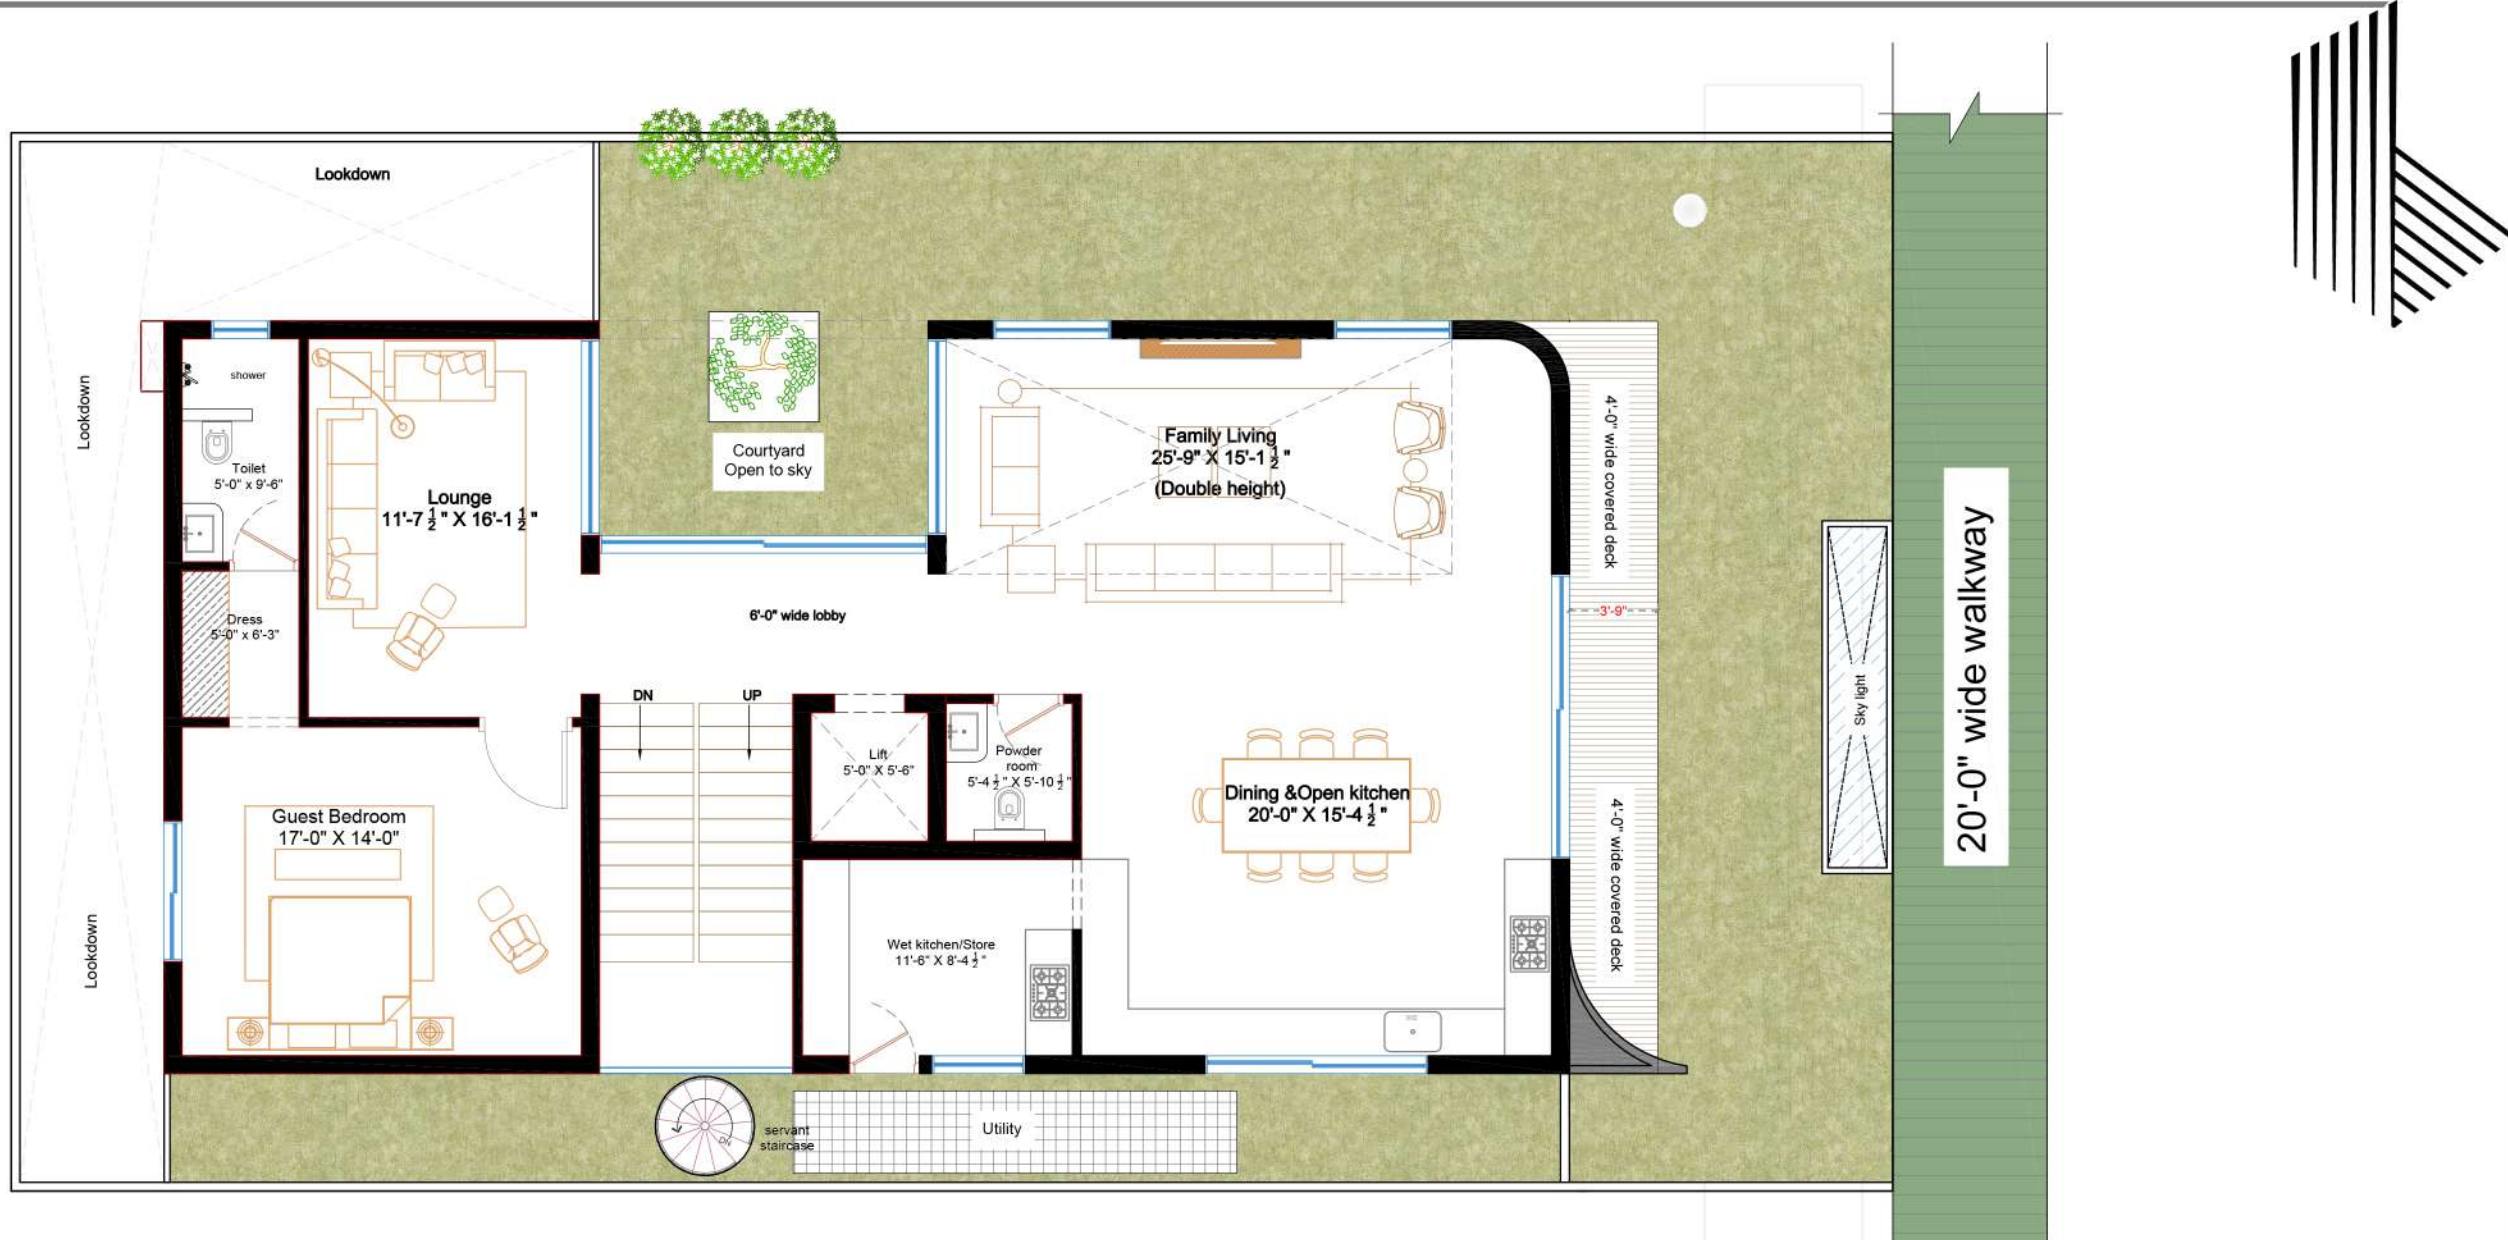 Lookdown
Lookdown
shower
Toilet
5'-0" x 9'-6"
Lounge
11'-7 1/2" X 16'-1 1/2"
Courtyard
Open to sky
Family Living
25'-9" X 15'-1 1/2"
(Double height)
4'-0" wide covered deck
3'-9"
Dress
5'-0" x 6'-3"
6'-0" wide lobby
DN
UP
Lift
5'-0" X 5'-6"
Powder
room
5'-4 1/2" X 5'-10 1/2"
Dining &Open kitchen
20'-0" X 15'-4 1/2"
Sky light
20'-0" wide walkway
Guest Bedroom
17'-0" X 14'-0"
4'-0" wide covered deck
Lookdown
Wet kitchen/Store
11'-6" X 8'-4 1/2"
DN
servant
staircase
Utility